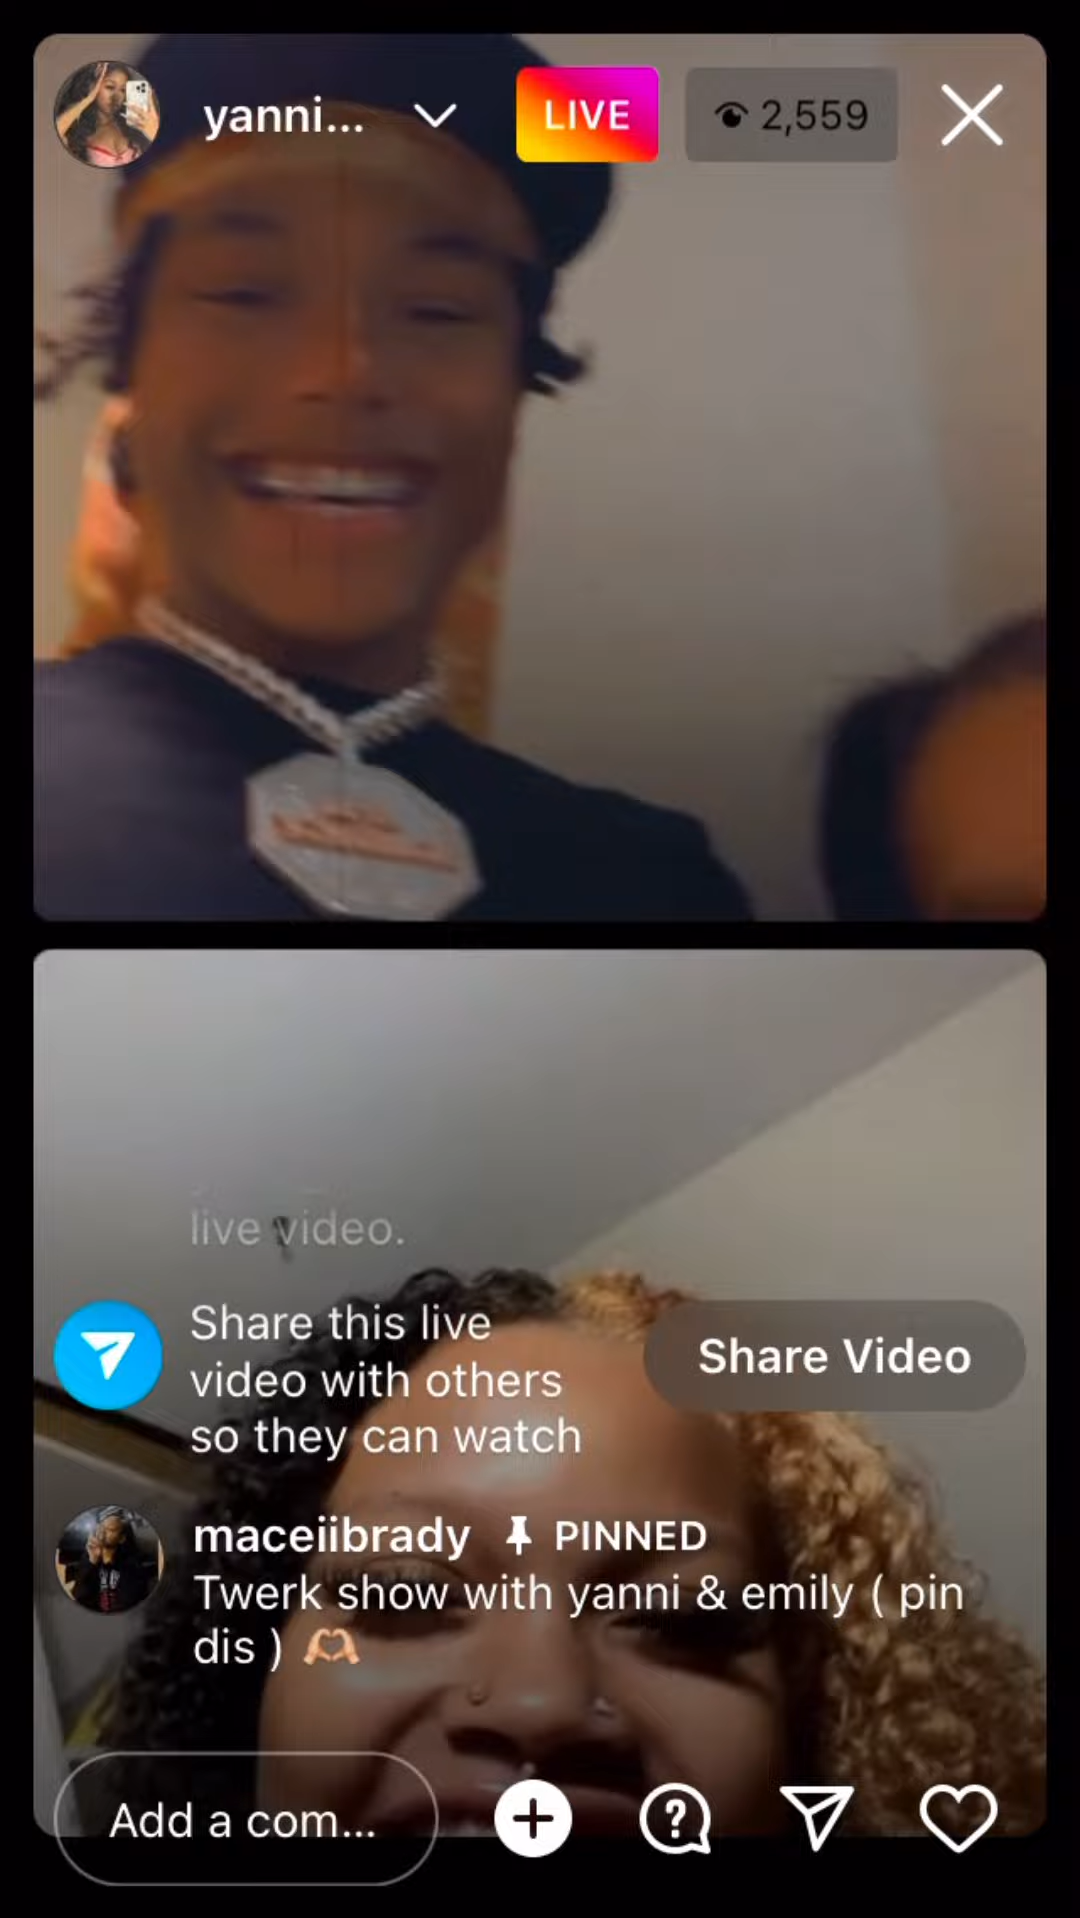 yanni...
LIVE
2,559
live video.
Share this live
video with others
so they can watch
Share Video
maceiibrady PINNED
Twerk show with yanni & emily ( pin
dis ) 🫶🏼
Add a com...